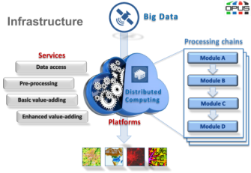 Infrastructure
Big Data
OPUS
Services
Data access
Pre-processing
Basic value-adding
Enhanced value-adding
Distributed
Computing
Platforms
Processing chains
Module A
Module B
Module C
Module D